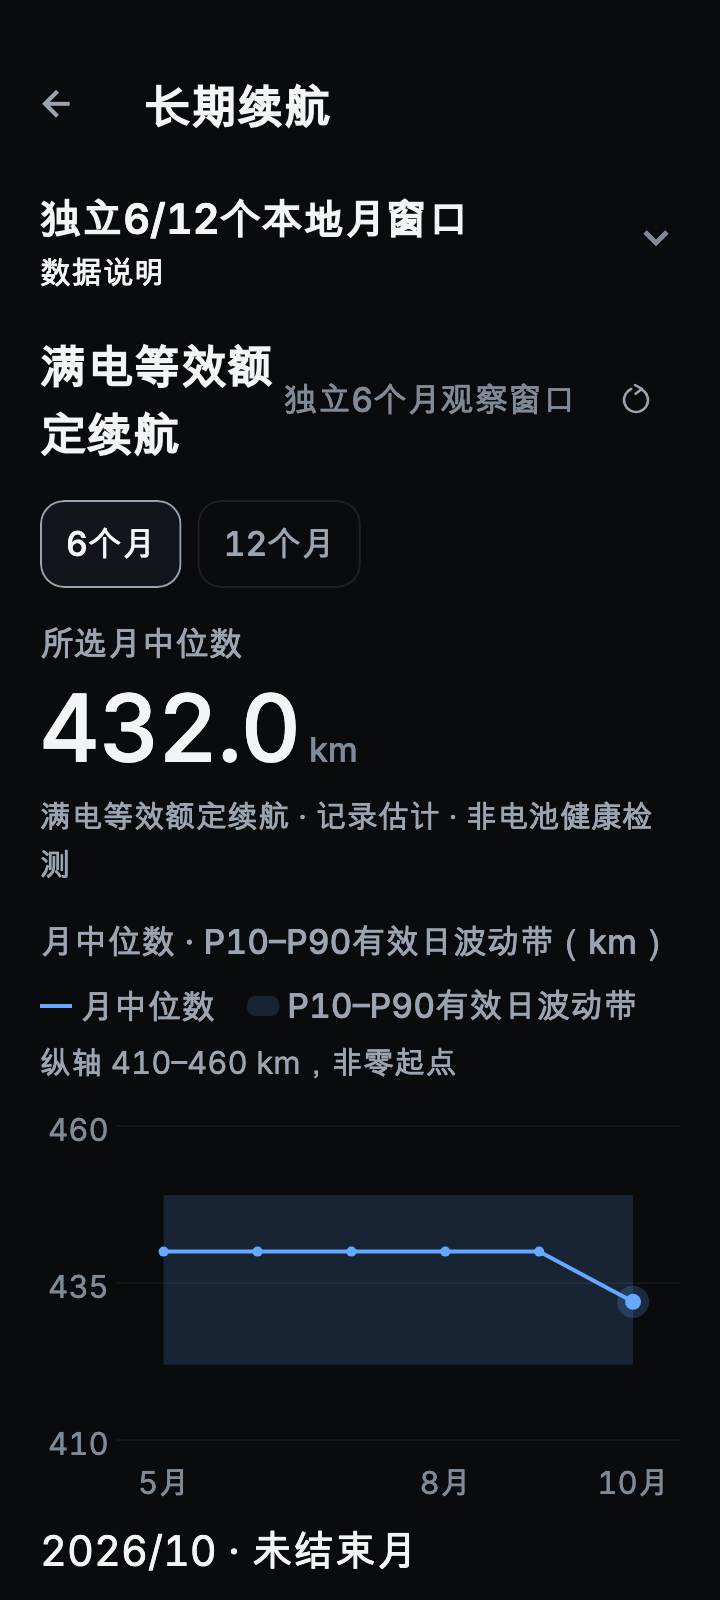 长期续航
独立6/12个本地月窗口
数据说明
满电等效额
定续航
独立6个月观察窗口
6个月
12个月
所选月中位数
432.0 km
满电等效额定续航 · 记录估计 · 非电池健康检
测
月中位数 · P10–P90有效日波动带（km）
月中位数 P10–P90有效日波动带
纵轴 410–460 km，非零起点
460
435
410
5月 8月 10月
2026/10 · 未结束月